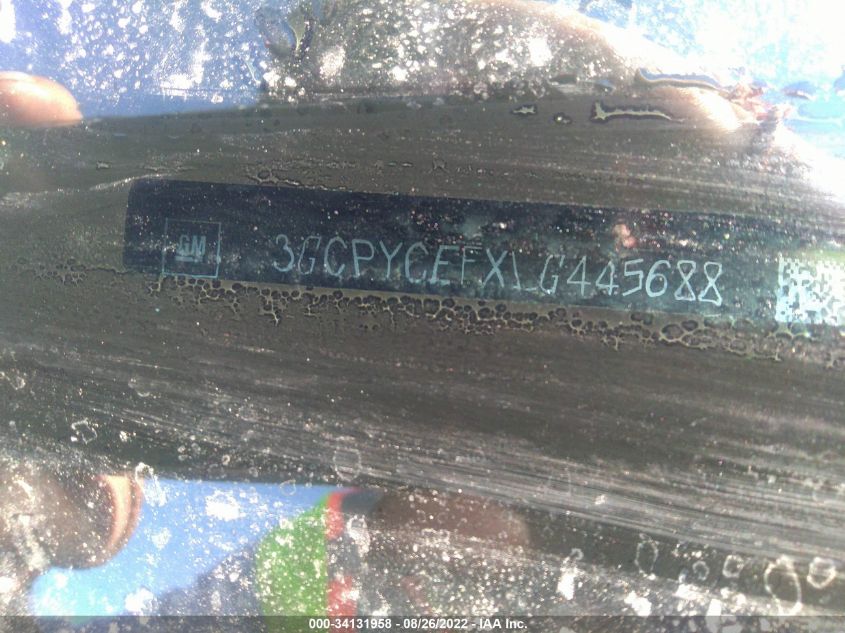 GM 3GCPYCEFXLG445688
000-34131958 - 08/26/2022 - IAA Inc.